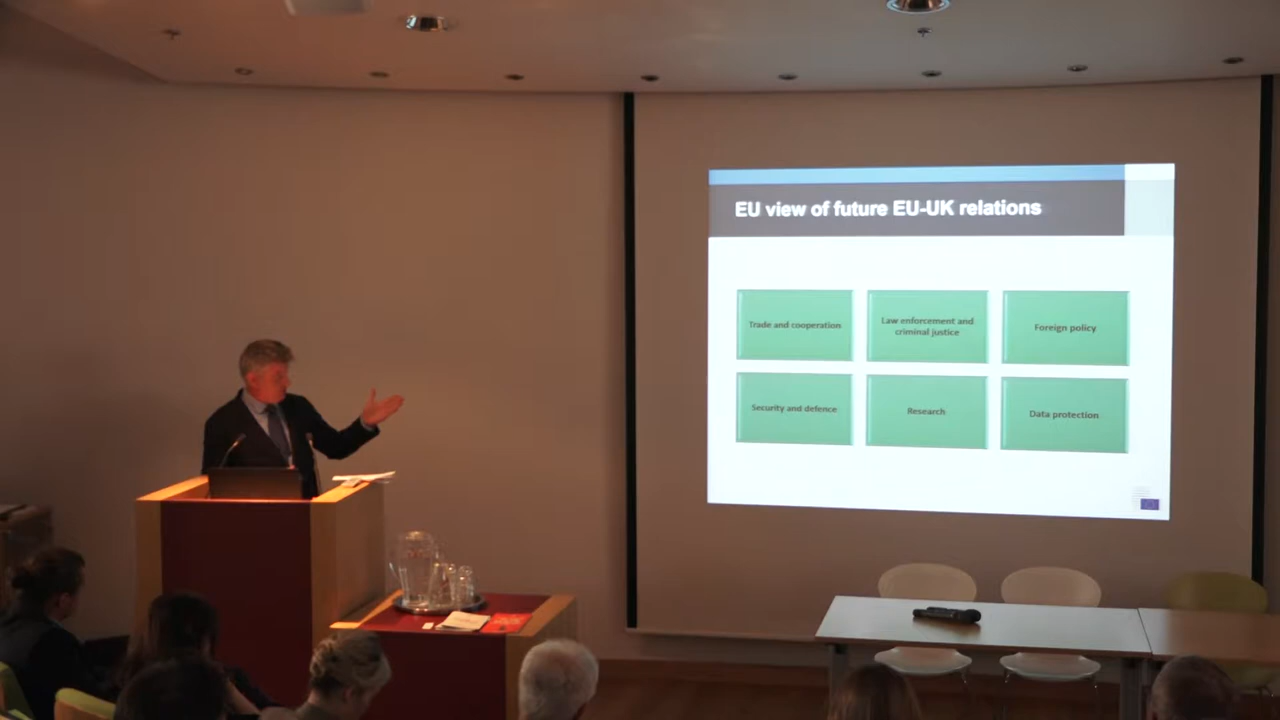 EU view of future EU-UK relations
Trade and cooperation
Law enforcement and
criminal justice
Foreign policy
Security and defence
Research
Data protection